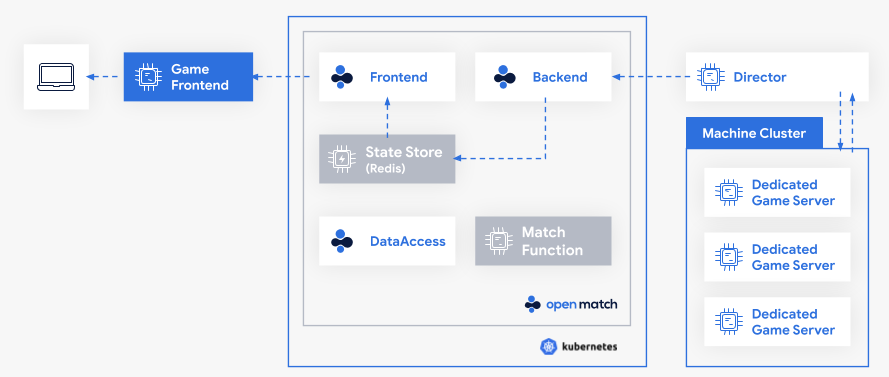 Game
Frontend
Frontend
Backend
Director
State Store
(Redis)
Machine Cluster
Dedicated
Game Server
DataAccess
Match
Function
Dedicated
Game Server
Dedicated
Game Server
open match
kubernetes